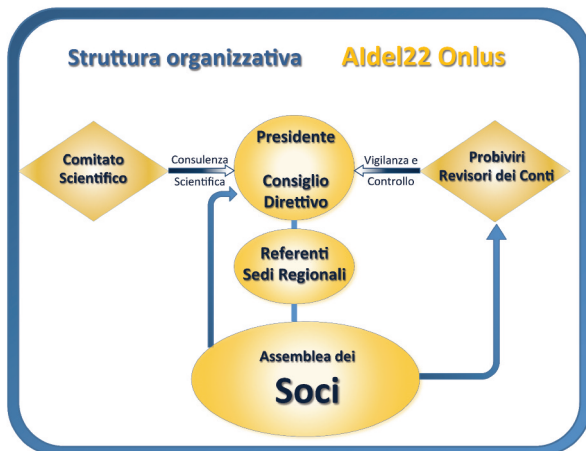 Struttura organizzativa AIdel22 Onlus
Comitato
Scientifico
Consulenza
Scientifica
Presidente
Consiglio
Direttivo
Vigilanza e
Controllo
Probiviri
Revisori dei Conti
Referenti
Sedi Regionali
Assemblea dei
Soci